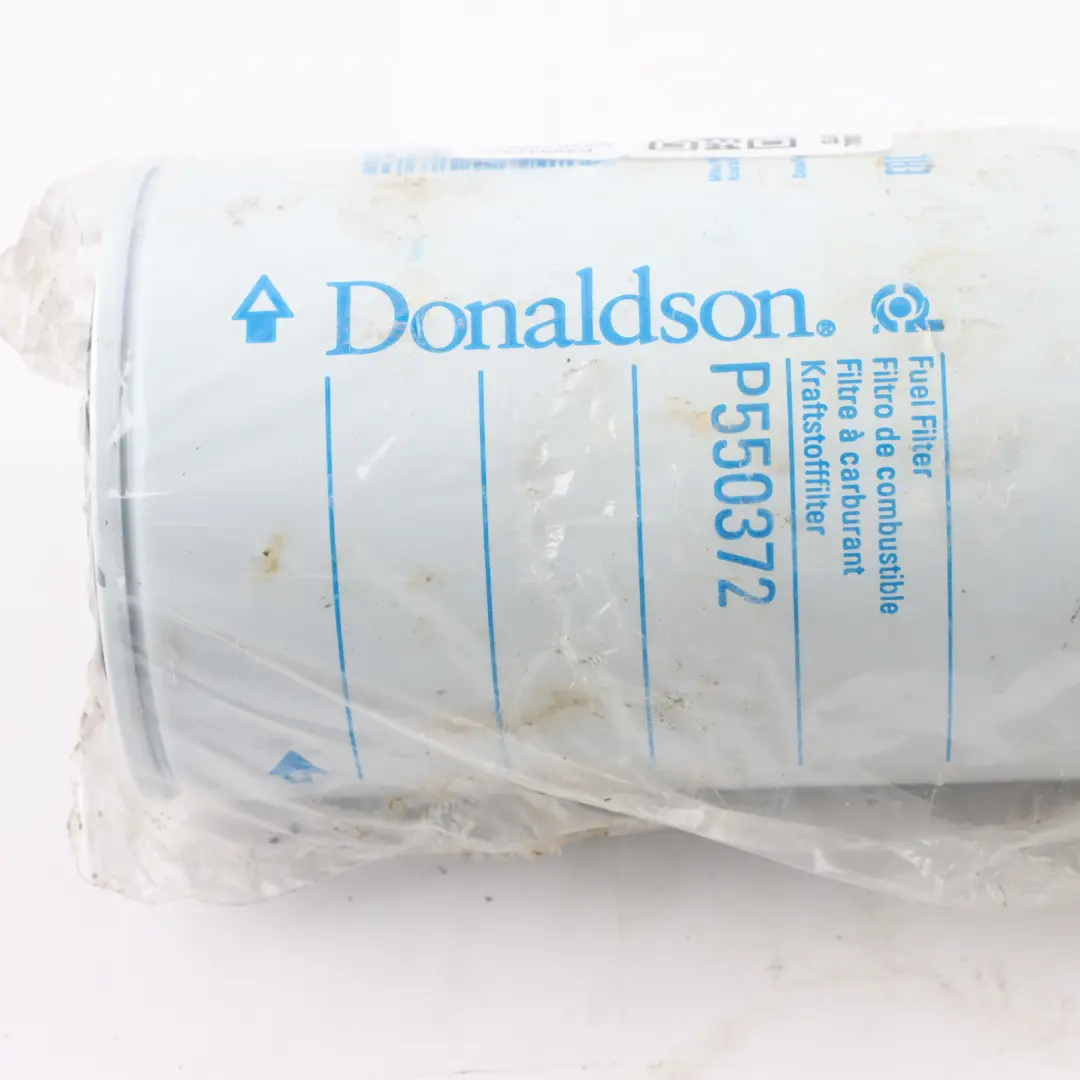 Donaldson®
Fuel Filter
Filtro de combustible
Filtre à carburant
Kraftstofffilter
P550372